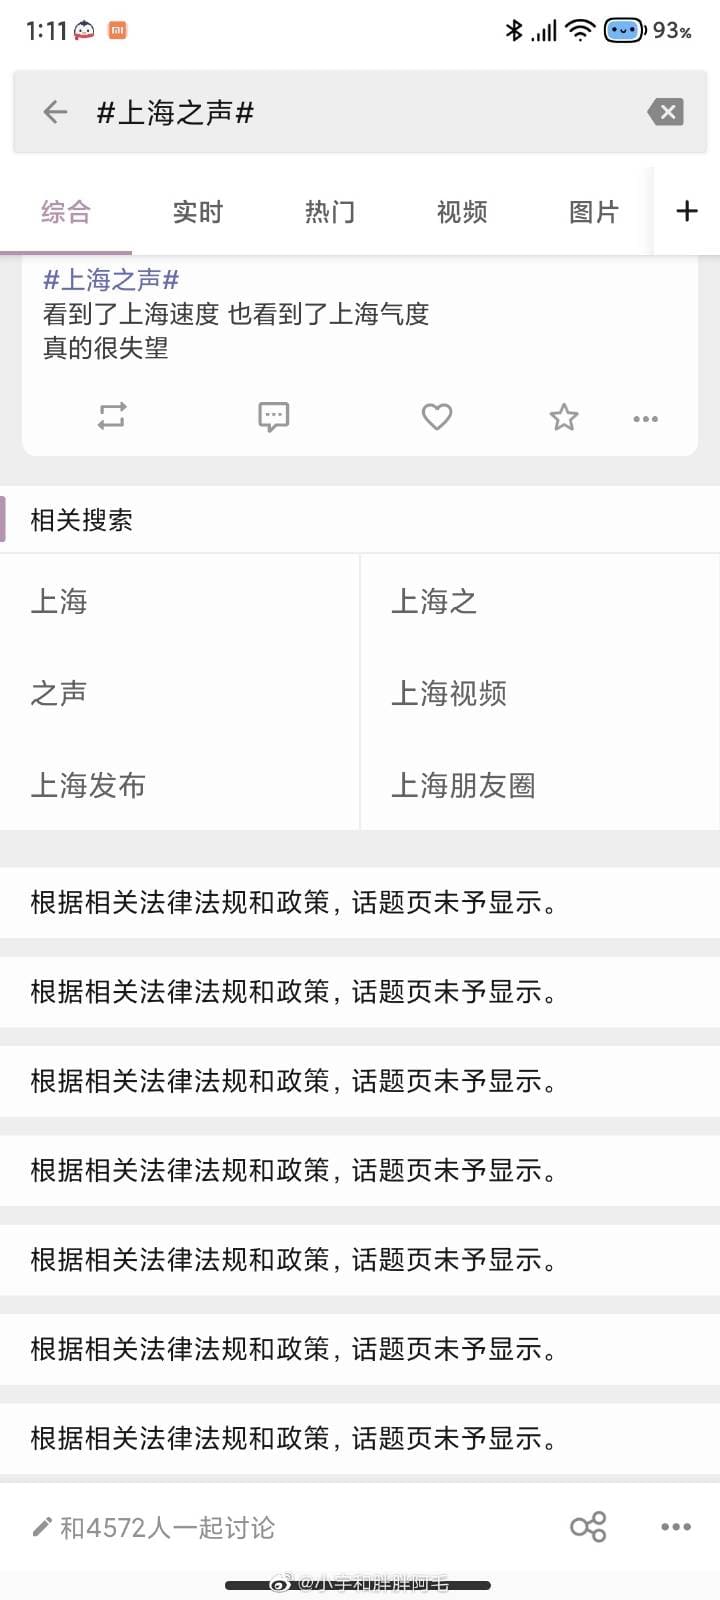 1:11
93%
#上海之声#
综合 实时 热门 视频 图片
#上海之声#
看到了上海速度 也看到了上海气度
真的很失望
相关搜索
上海 上海之
之声 上海视频
上海发布 上海朋友圈
根据相关法律法规和政策，话题页未予显示。
根据相关法律法规和政策，话题页未予显示。
根据相关法律法规和政策，话题页未予显示。
根据相关法律法规和政策，话题页未予显示。
根据相关法律法规和政策，话题页未予显示。
根据相关法律法规和政策，话题页未予显示。
根据相关法律法规和政策，话题页未予显示。
和4572人一起讨论
@小宇和胖胖阿毛